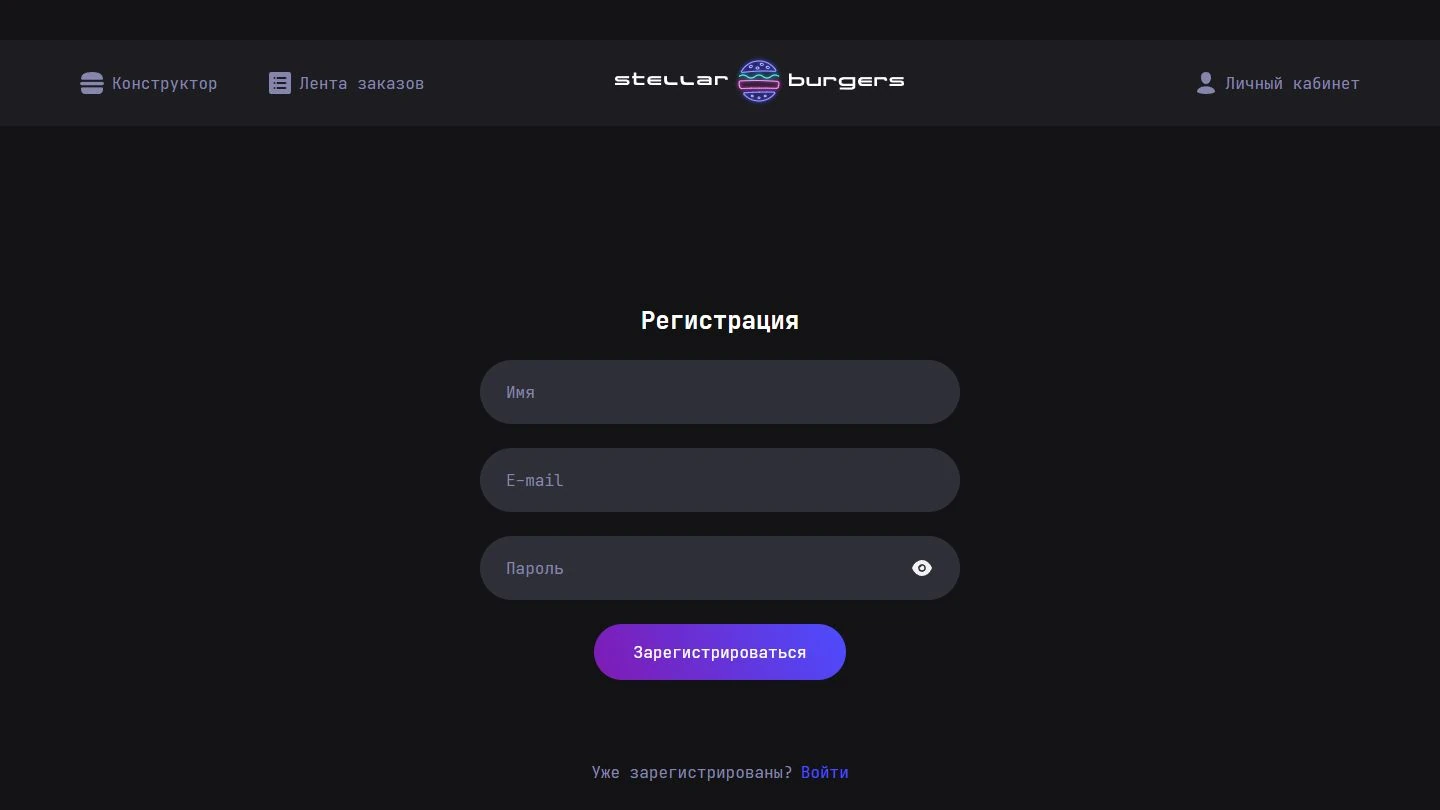 Конструктор
Лента заказов
stellar burgers
Личный кабинет
Регистрация
Имя
E-mail
Пароль
Зарегистрироваться
Уже зарегистрированы? Войти